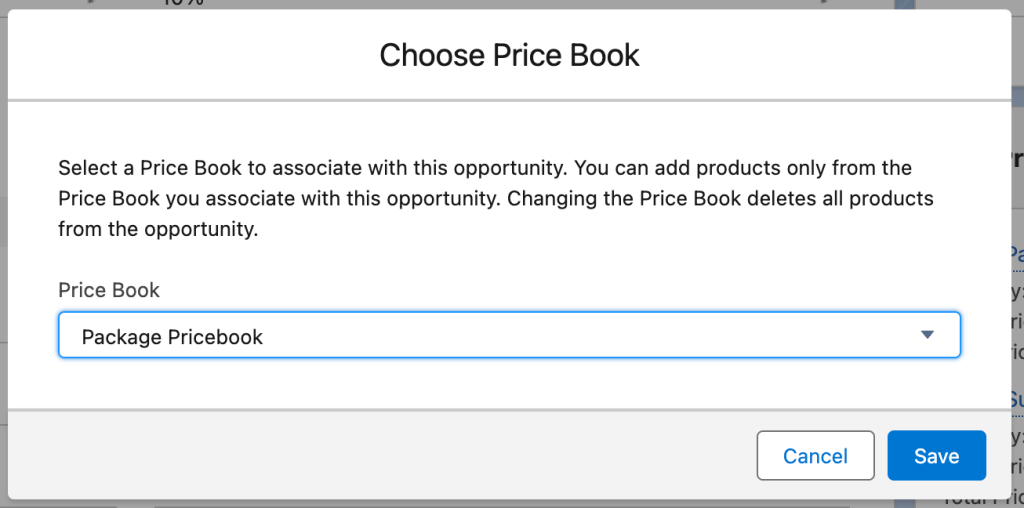 10%
Choose Price Book
Select a Price Book to associate with this opportunity. You can add products only from the
Price Book you associate with this opportunity. Changing the Price Book deletes all products
from the opportunity.
Price Book
Package Pricebook
Cancel
Save